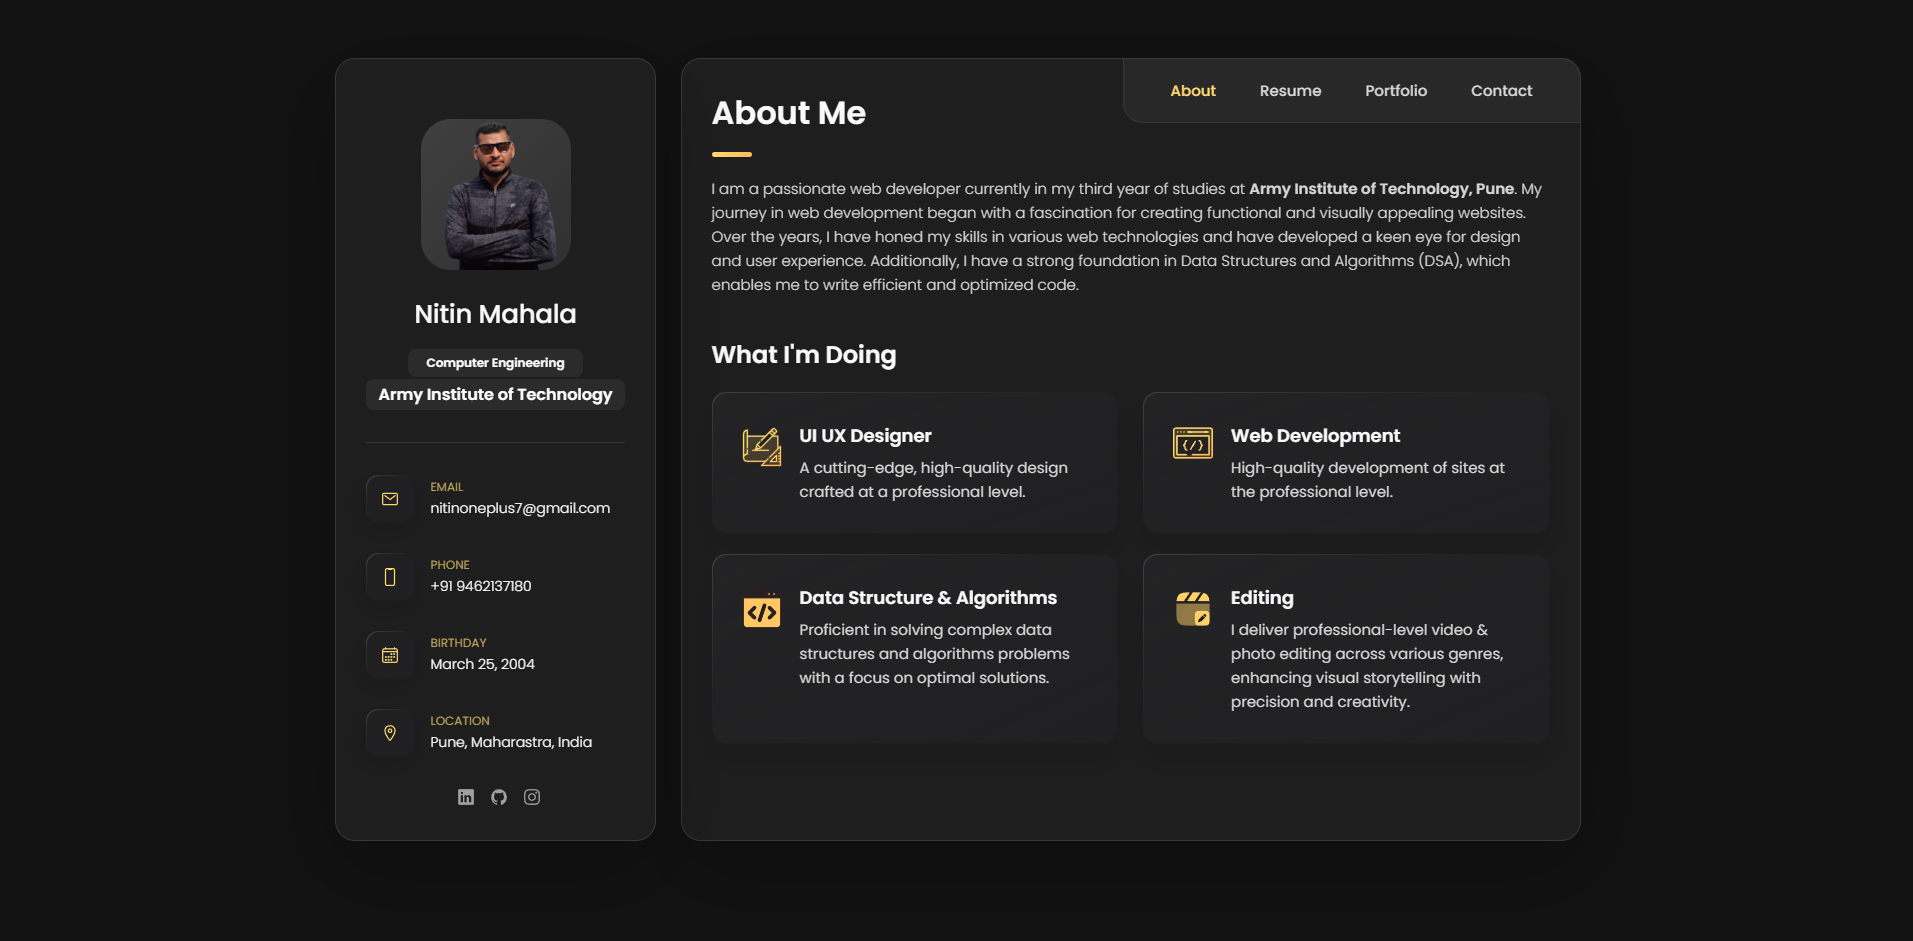 Nitin Mahala
Computer Engineering
Army Institute of Technology
EMAIL
nitinoneplus7@gmail.com
PHONE
+91 9462137180
BIRTHDAY
March 25, 2004
LOCATION
Pune, Maharastra, India
About Resume Portfolio Contact
About Me
I am a passionate web developer currently in my third year of studies at Army Institute of Technology, Pune. My
journey in web development began with a fascination for creating functional and visually appealing websites.
Over the years, I have honed my skills in various web technologies and have developed a keen eye for design
and user experience. Additionally, I have a strong foundation in Data Structures and Algorithms (DSA), which
enables me to write efficient and optimized code.
What I'm Doing
UI UX Designer
A cutting-edge, high-quality design
crafted at a professional level.
Web Development
High-quality development of sites at
the professional level.
Data Structure & Algorithms
Proficient in solving complex data
structures and algorithms problems
with a focus on optimal solutions.
Editing
I deliver professional-level video &
photo editing across various genres,
enhancing visual storytelling with
precision and creativity.